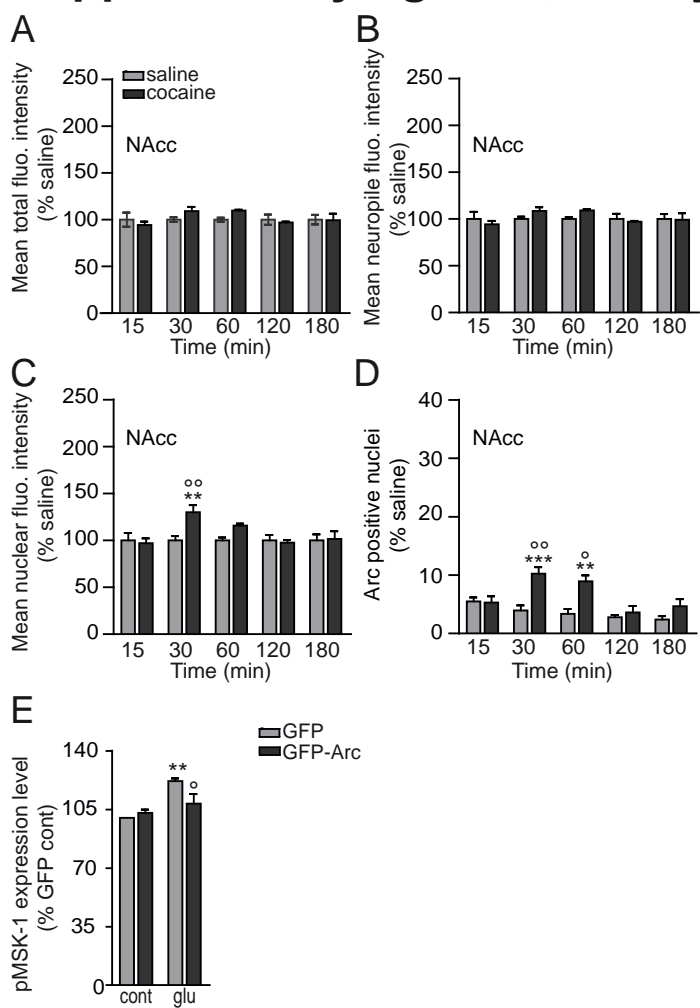 A
Mean total fluo. intensity
(% saline)
250
200
150
100
50
0
saline
cocaine
NAcc
15 30 60 120 180
Time (min)
B
Mean neuropile fluo. intensity
(% saline)
250
200
150
100
50
0
NAcc
15 30 60 120 180
Time (min)
C
Mean nuclear fluo. intensity
(% saline)
250
200
150
100
50
0
NAcc
°°
**
15 30 60 120 180
Time (min)
D
Arc positive nuclei
(% saline)
40
30
20
10
0
NAcc
°° °
*** **
15 30 60 120 180
Time (min)
E
pMSK-1 expression level
(% GFP cont)
140
105
70
35
0
GFP
GFP-Arc
**
°
cont glu